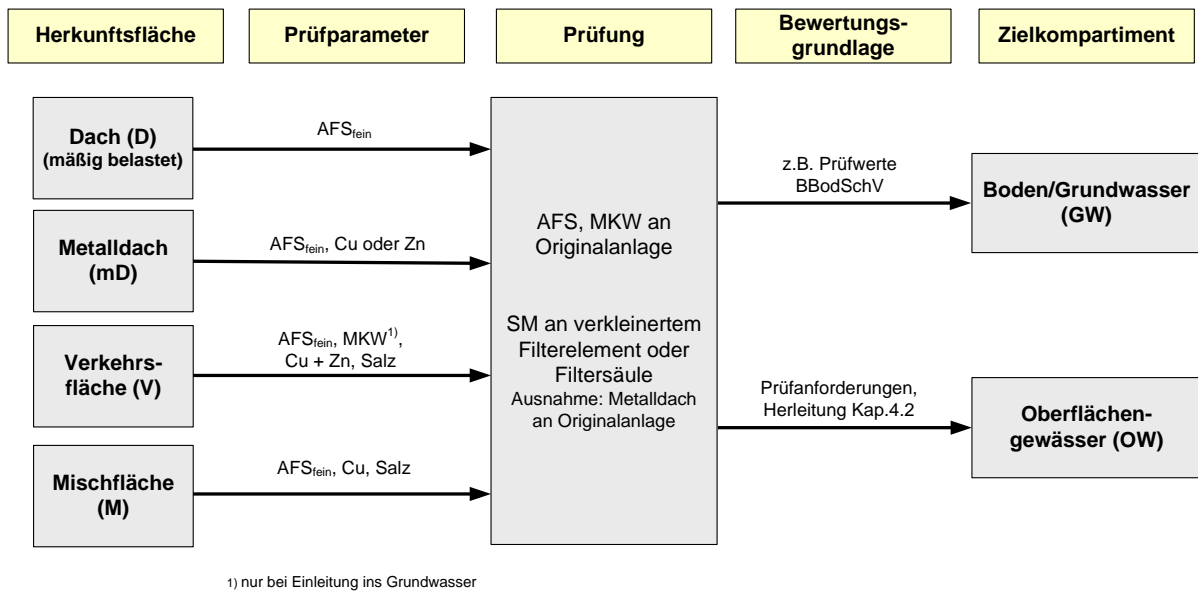 Herkunftsfläche
Prüfparameter
Prüfung
Bewertungs-
grundlage
Zielkompartiment
Dach (D)
(mäßig belastet)
AFSfein
Metalldach
(mD)
AFSfein, Cu oder Zn
Verkehrs-
fläche (V)
AFSfein, MKW1),
Cu + Zn, Salz
Mischfläche
(M)
AFSfein, Cu, Salz
AFS, MKW an
Originalanlage
SM an verkleinertem
Filterelement oder
Filtersäule
Ausnahme: Metalldach
an Originalanlage
z.B. Prüfwerte
BBodSchV
Boden/Grundwasser
(GW)
Prüfanforderungen,
Herleitung Kap.4.2
Oberflächen-
gewässer (OW)
1) nur bei Einleitung ins Grundwasser